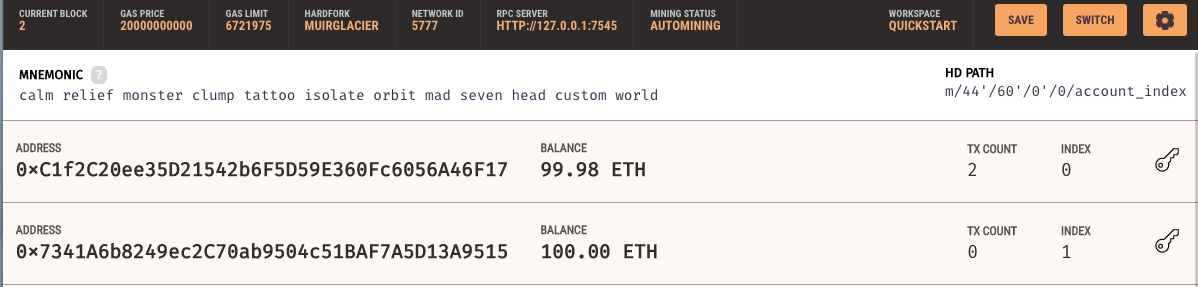 CURRENT BLOCK GAS PRICE GAS LIMIT HARDFORK NETWORK ID RPC SERVER MINING STATUS WORKSPACE
2 20000000000 6721975 MUIRGLACIER 5777 HTTP://127.0.0.1:7545 AUTOMINING QUICKSTART SAVE SWITCH
MNEMONIC ? HD PATH
calm relief monster clump tattoo isolate orbit mad seven head custom world m/44'/60'/0'/0/account_index
ADDRESS BALANCE TX COUNT INDEX
0×C1f2C20ee35D21542b6F5D59E360Fc6056A46F17 99.98 ETH 2 0
ADDRESS BALANCE TX COUNT INDEX
0×7341A6b8249ec2C70ab9504c51BAF7A5D13A9515 100.00 ETH 0 1